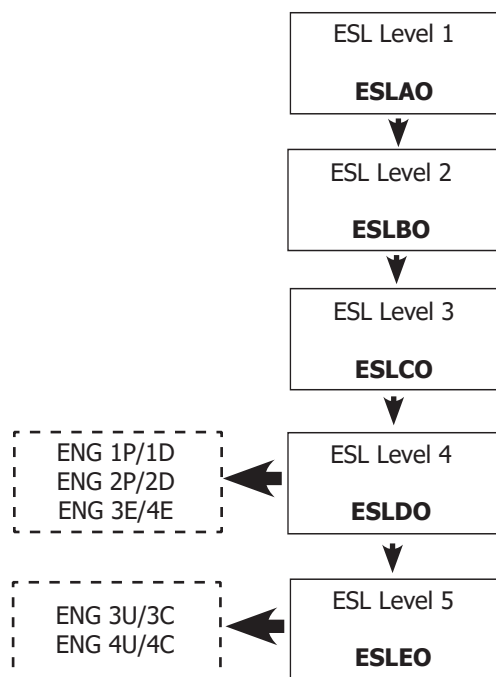 ESL Level 1
ESLAO
ESL Level 2
ESLBO
ESL Level 3
ESLCO
ENG 1P/1D
ENG 2P/2D
ENG 3E/4E
ESL Level 4
ESLDO
ENG 3U/3C
ENG 4U/4C
ESL Level 5
ESLEO